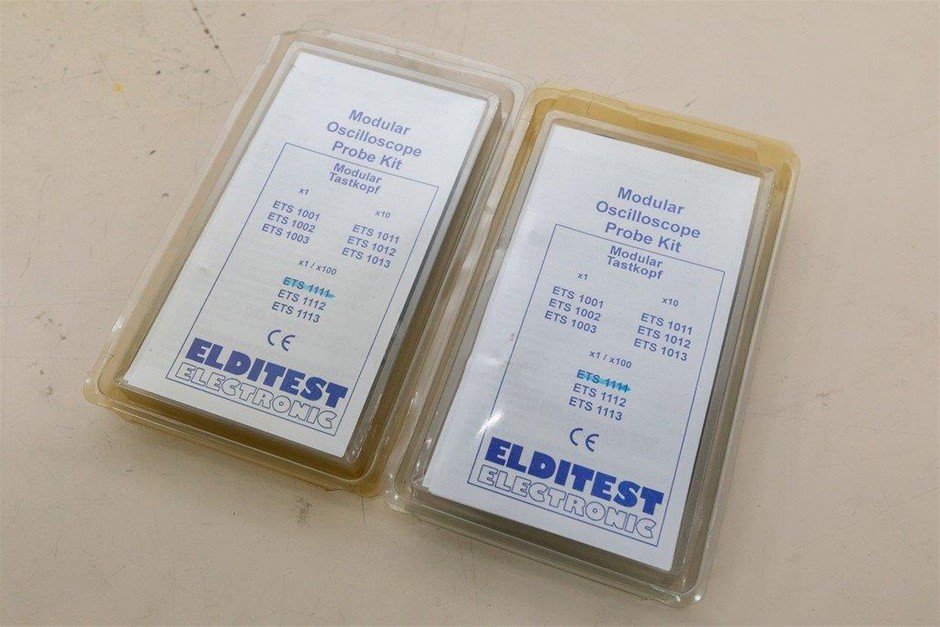 Modular
Oscilloscope
Probe Kit
Modular
Tastkopf
x1
x10
ETS 1001
ETS 1002
ETS 1003
ETS 1011
ETS 1012
ETS 1013
x1 / x100
ETS 1111
ETS 1112
ETS 1113
CE
ELDITEST
ELECTRONIC
Modular
Oscilloscope
Probe Kit
Modular
Tastkopf
x1
x10
ETS 1001
ETS 1002
ETS 1003
ETS 1011
ETS 1012
ETS 1013
x1 / x100
ETS 1111
ETS 1112
ETS 1113
CE
ELDITEST
ELECTRONIC